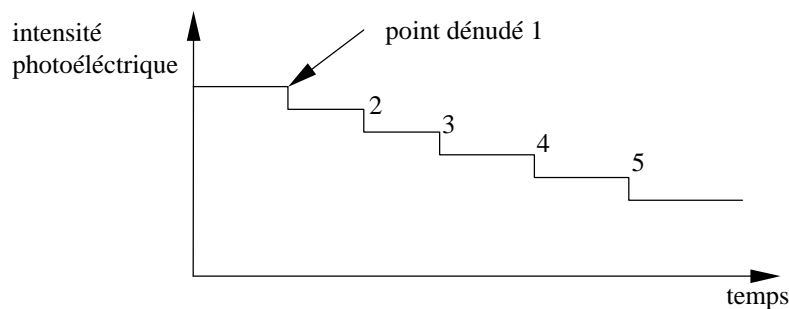 intensité
photoéléctrique
point dénudé 1
2
3
4
5
temps